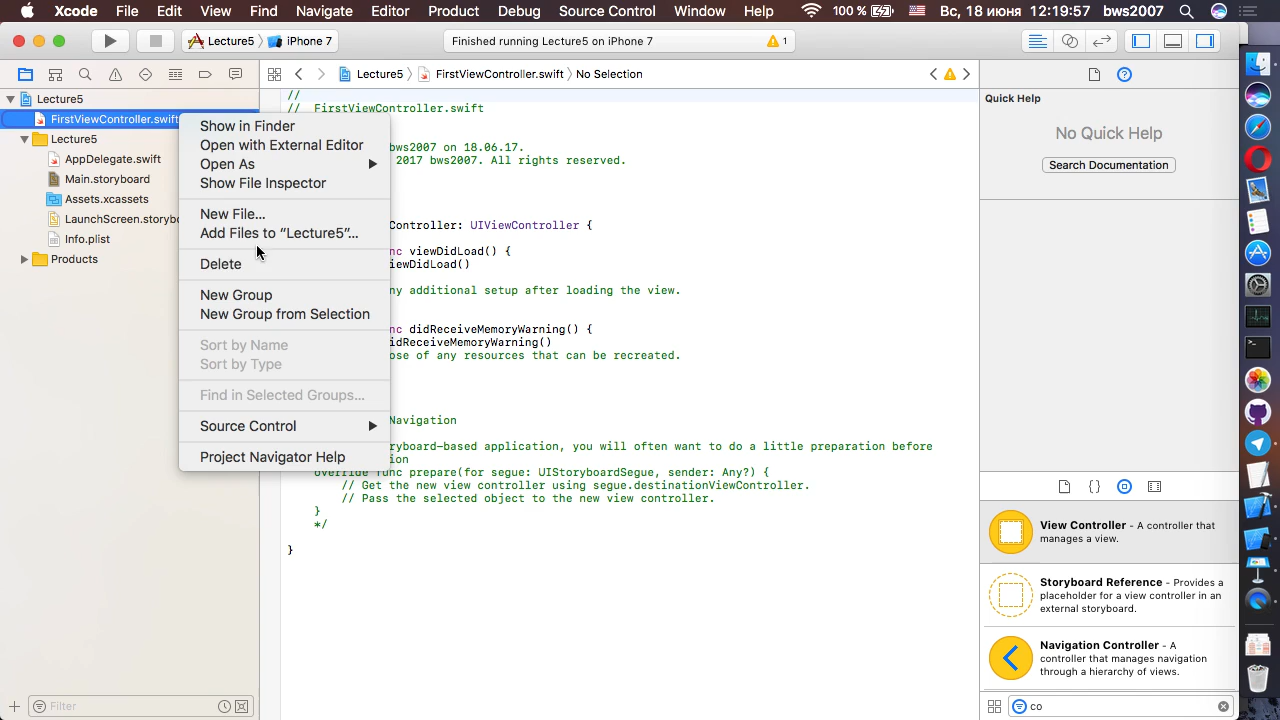 Xcode File Edit View Find Navigate Editor Product Debug Source Control Window Help 100 % Вс, 18 июня 12:19:57 bws2007
Lecture5 iPhone 7 Finished running Lecture5 on iPhone 7 1
Lecture5 FirstViewController.swift No Selection
Lecture5
FirstViewController.swift
Lecture5
AppDelegate.swift
Main.storyboard
Assets.xcassets
LaunchScreen.storybo
Info.plist
Products
Filter
Show in Finder
Open with External Editor
Open As
Show File Inspector
New File...
Add Files to “Lecture5”...
Delete
New Group
New Group from Selection
Sort by Name
Sort by Type
Find in Selected Groups...
Source Control
Project Navigator Help
//
// FirstViewController.swift
bws2007 on 18.06.17.
2017 bws2007. All rights reserved.
Controller: UIViewController {
nc viewDidLoad() {
iewDidLoad()
ny additional setup after loading the view.
nc didReceiveMemoryWarning() {
idReceiveMemoryWarning()
ose of any resources that can be recreated.
Navigation
ryboard-based application, you will often want to do a little preparation before
ion
override func prepare(for segue: UIStoryboardSegue, sender: Any?) {
// Get the new view controller using segue.destinationViewController.
// Pass the selected object to the new view controller.
}
*/
}
Quick Help
No Quick Help
Search Documentation
View Controller - A controller that
manages a view.
Storyboard Reference - Provides a
placeholder for a view controller in an
external storyboard.
Navigation Controller - A
controller that manages navigation
through a hierarchy of views.
co